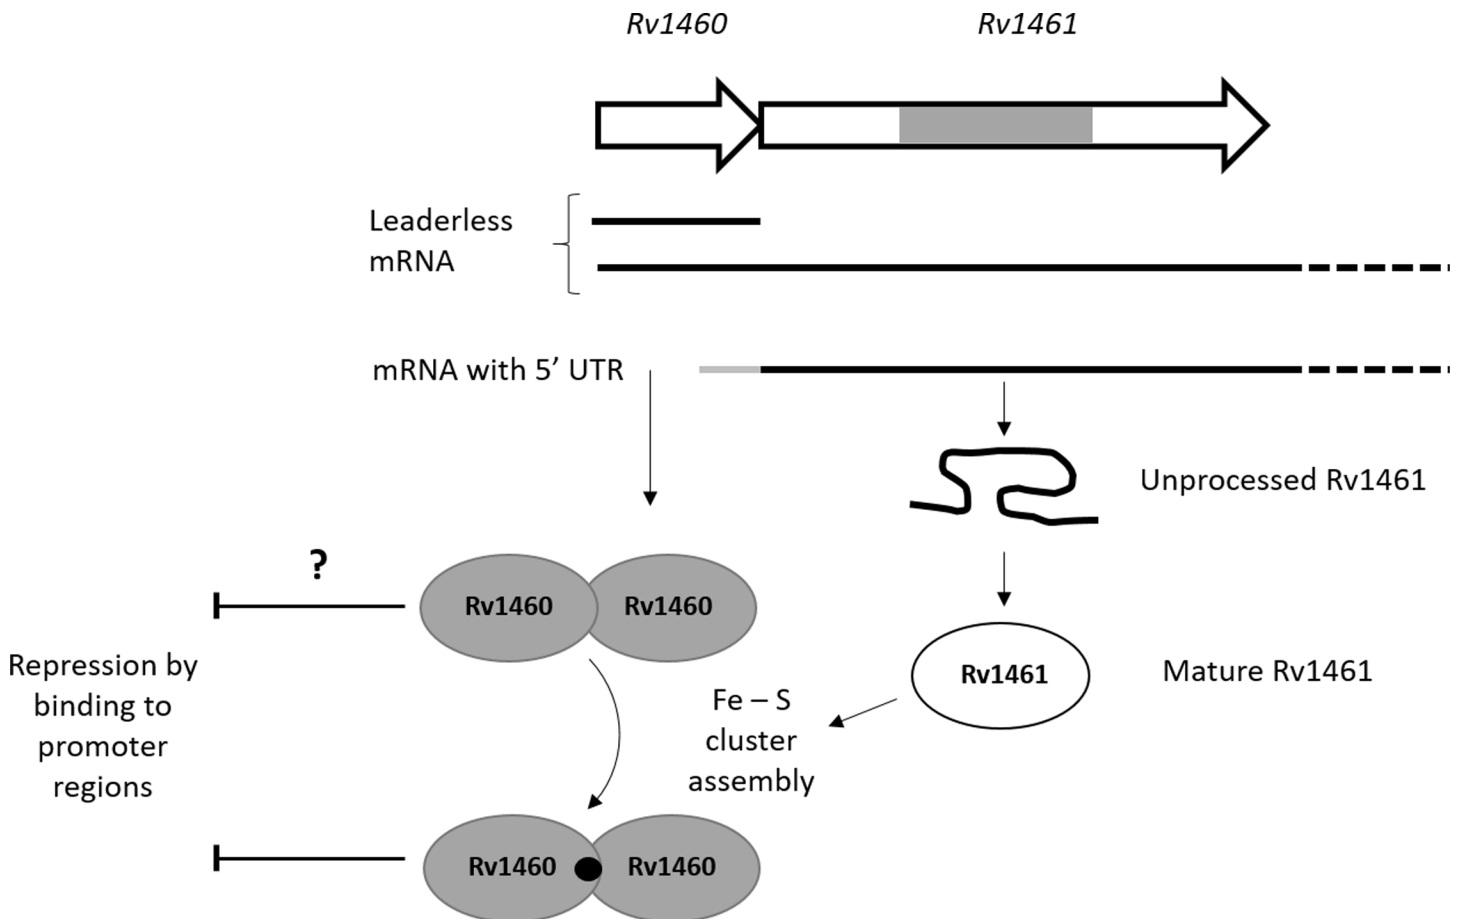 Rv1460
Rv1461
Leaderless
mRNA
mRNA with 5’ UTR
Unprocessed Rv1461
?
Rv1460
Rv1460
Repression by
binding to
promoter
regions
Rv1461
Mature Rv1461
Fe – S
cluster
assembly
Rv1460
Rv1460